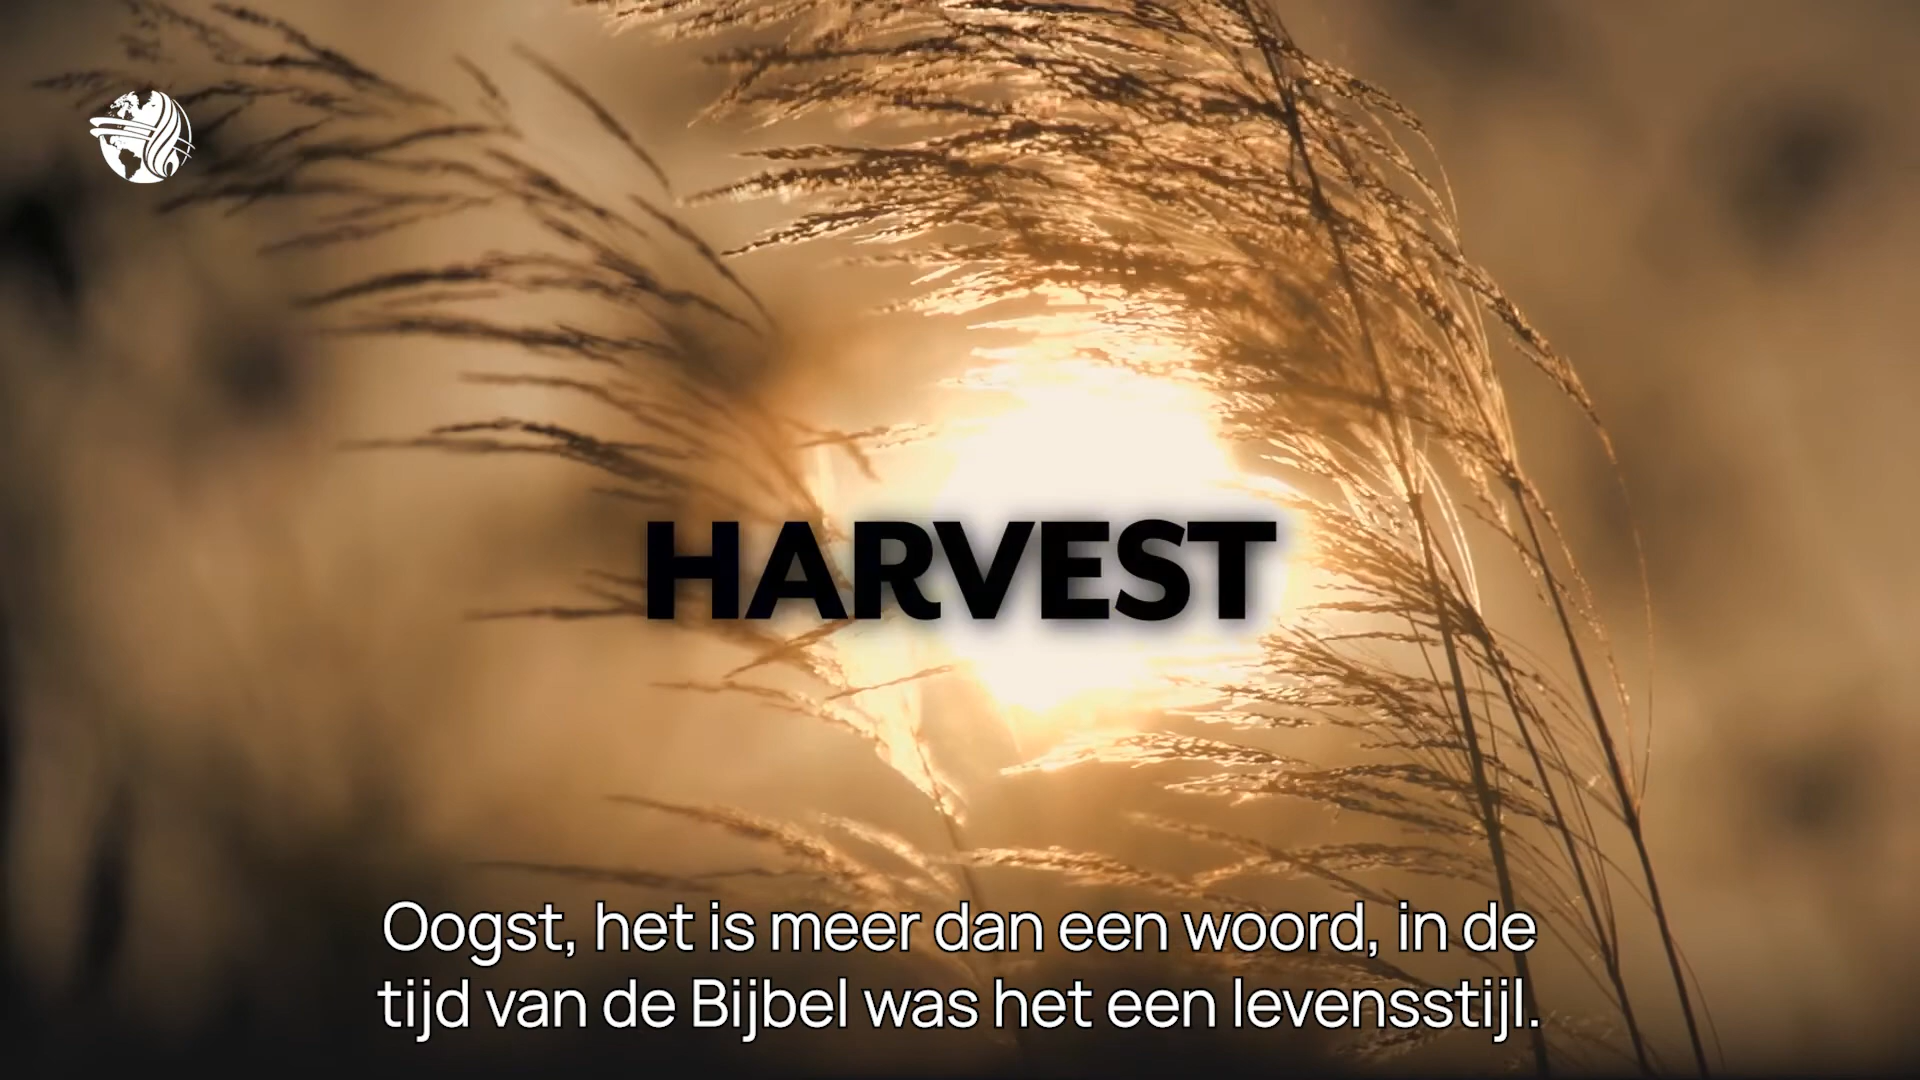 HARVEST
Oogst, het is meer dan een woord, in de
tijd van de Bijbel was het een levensstijl.